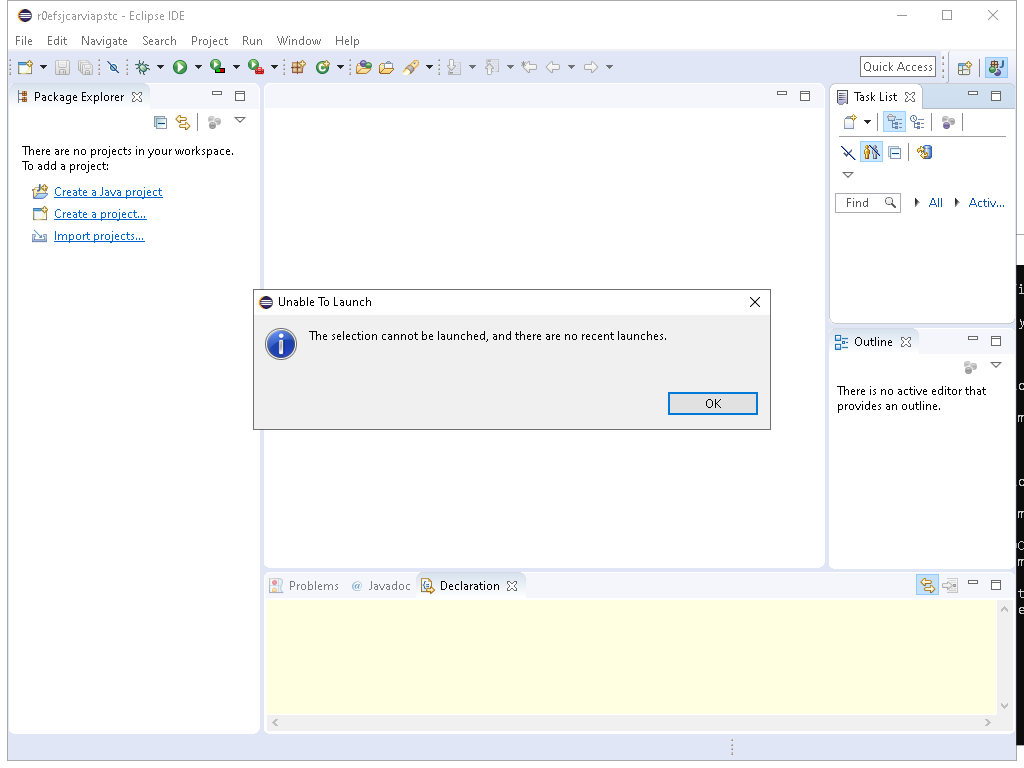 r0efsjcarviapstc - Eclipse IDE
File Edit Navigate Search Project Run Window Help
Quick Access
Package Explorer
There are no projects in your workspace.
To add a project:
Create a Java project
Create a project...
Import projects...
Task List
Find
All
Activ...
Unable To Launch
The selection cannot be launched, and there are no recent launches.
OK
Outline
There is no active editor that
provides an outline.
Problems
@ Javadoc
Declaration